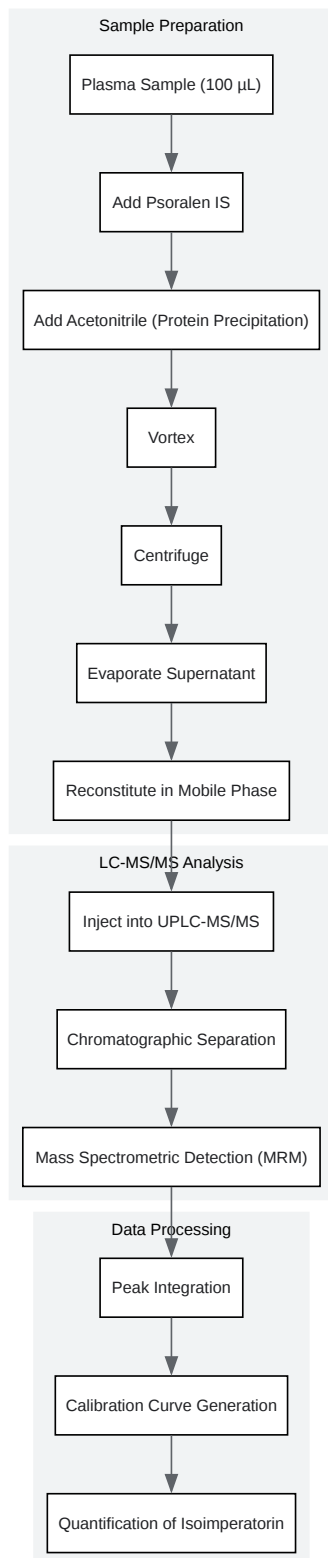 Sample Preparation
Plasma Sample (100 µL)
Add Psoralen IS
Add Acetonitrile (Protein Precipitation)
Vortex
Centrifuge
Evaporate Supernatant
Reconstitute in Mobile Phase
LC-MS/MS Analysis
Inject into UPLC-MS/MS
Chromatographic Separation
Mass Spectrometric Detection (MRM)
Data Processing
Peak Integration
Calibration Curve Generation
Quantification of Isoimperatorin